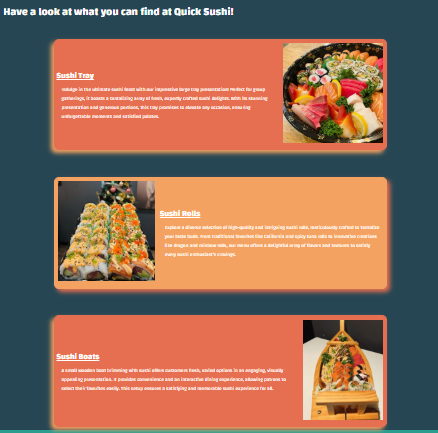 Have a look at what you can find at Quick Sushi!
Sushi Tray
Indulge in the ultimate sushi feast with our impressive large tray presentation! Perfect for group
gatherings, it boasts a tantalizing array of fresh, expertly crafted sushi delights. With its stunning
presentation and generous portions, this tray promises to elevate any occasion, ensuring
unforgettable moments and satisfied palates.
Sushi Rolls
Explore a diverse selection of high-quality and intriguing sushi rolls, meticulously crafted to tantalize
your taste buds. From traditional favorites like California and spicy tuna rolls to innovative creations
like dragon and rainbow rolls, our menu offers a delightful array of flavors and textures to satisfy
every sushi enthusiast's cravings.
Sushi Boats
A small wooden boat brimming with sushi offers customers fresh, varied options in an engaging, visually
appealing presentation. It provides convenience and an interactive dining experience, allowing patrons to
select their favorites easily. This setup ensures a satisfying and memorable sushi experience for all.